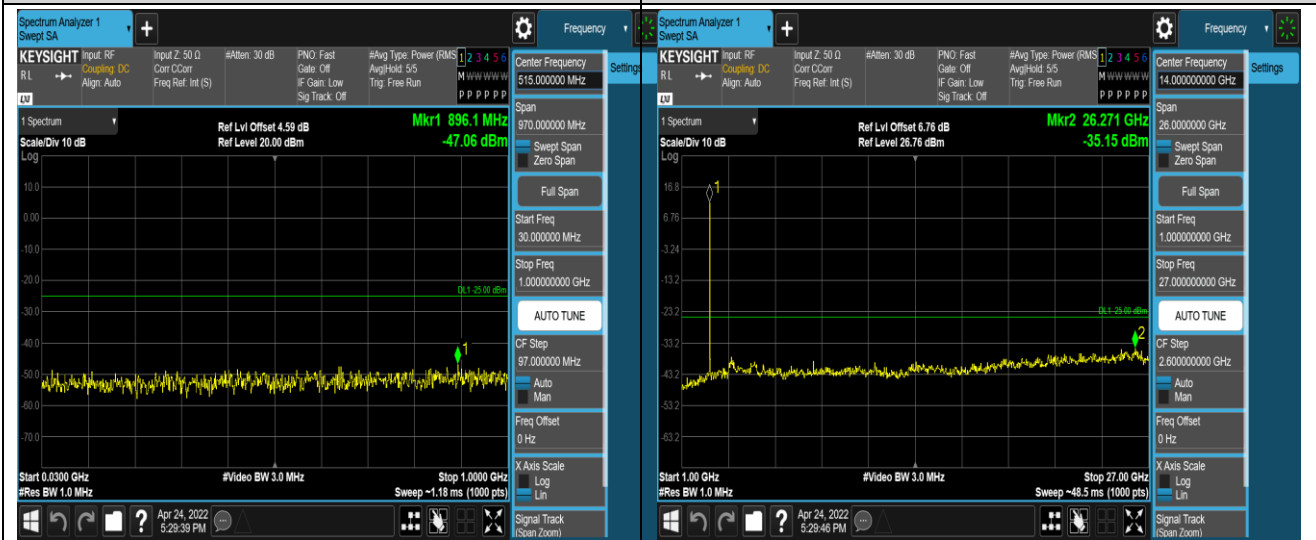 Spectrum Analyzer 1
Swept SA
+
Frequency
KEYSIGHT
RL
LXI
Input: RF
Coupling: DC
Align: Auto
Input Z: 50 Ω
Corr CCorr
Freq Ref: Int (S)
#Atten: 30 dB
PNO: Fast
Gate: Off
IF Gain: Low
Sig Track: Off
#Avg Type: Power (RMS
Avg|Hold: 5/5
Trig: Free Run
1 2 3 4 5 6
M W W W W W
P P P P P P
1 Spectrum
Scale/Div 10 dB
Log
Ref Lvl Offset 4.59 dB
Ref Level 20.00 dBm
Mkr1 896.1 MHz
-47.06 dBm
10.0
0.00
-10.0
-20.0
DL1 -25.00 dBm
-30.0
-40.0
1
-50.0
-60.0
-70.0
Start 0.0300 GHz
#Res BW 1.0 MHz
#Video BW 3.0 MHz
Stop 1.0000 GHz
Sweep ~1.18 ms (1000 pts)
?
Apr 24, 2022
5:29:39 PM
Center Frequency
515.000000 MHz
Settings
Span
970.000000 MHz
Swept Span
Zero Span
Full Span
Start Freq
30.000000 MHz
Stop Freq
1.000000000 GHz
AUTO TUNE
CF Step
97.000000 MHz
Auto
Man
Freq Offset
0 Hz
X Axis Scale
Log
Lin
Signal Track
(Span Zoom)
Spectrum Analyzer 1
Swept SA
+
Frequency
KEYSIGHT
RL
LXI
Input: RF
Coupling: DC
Align: Auto
Input Z: 50 Ω
Corr CCorr
Freq Ref: Int (S)
#Atten: 30 dB
PNO: Fast
Gate: Off
IF Gain: Low
Sig Track: Off
#Avg Type: Power (RMS
Avg|Hold: 5/5
Trig: Free Run
1 2 3 4 5 6
M W W W W W
P P P P P P
1 Spectrum
Scale/Div 10 dB
Log
Ref Lvl Offset 6.76 dB
Ref Level 26.76 dBm
Mkr2 26.271 GHz
-35.15 dBm
16.8
1
6.76
-3.24
-13.2
-23.2
DL1 -25.00 dBm
-33.2
2
-43.2
-53.2
-63.2
Start 1.00 GHz
#Res BW 1.0 MHz
#Video BW 3.0 MHz
Stop 27.00 GHz
Sweep ~48.5 ms (1000 pts)
?
Apr 24, 2022
5:29:46 PM
Center Frequency
14.000000000 GHz
Settings
Span
26.0000000 GHz
Swept Span
Zero Span
Full Span
Start Freq
1.000000000 GHz
Stop Freq
27.000000000 GHz
AUTO TUNE
CF Step
2.600000000 GHz
Auto
Man
Freq Offset
0 Hz
X Axis Scale
Log
Lin
Signal Track
(Span Zoom)